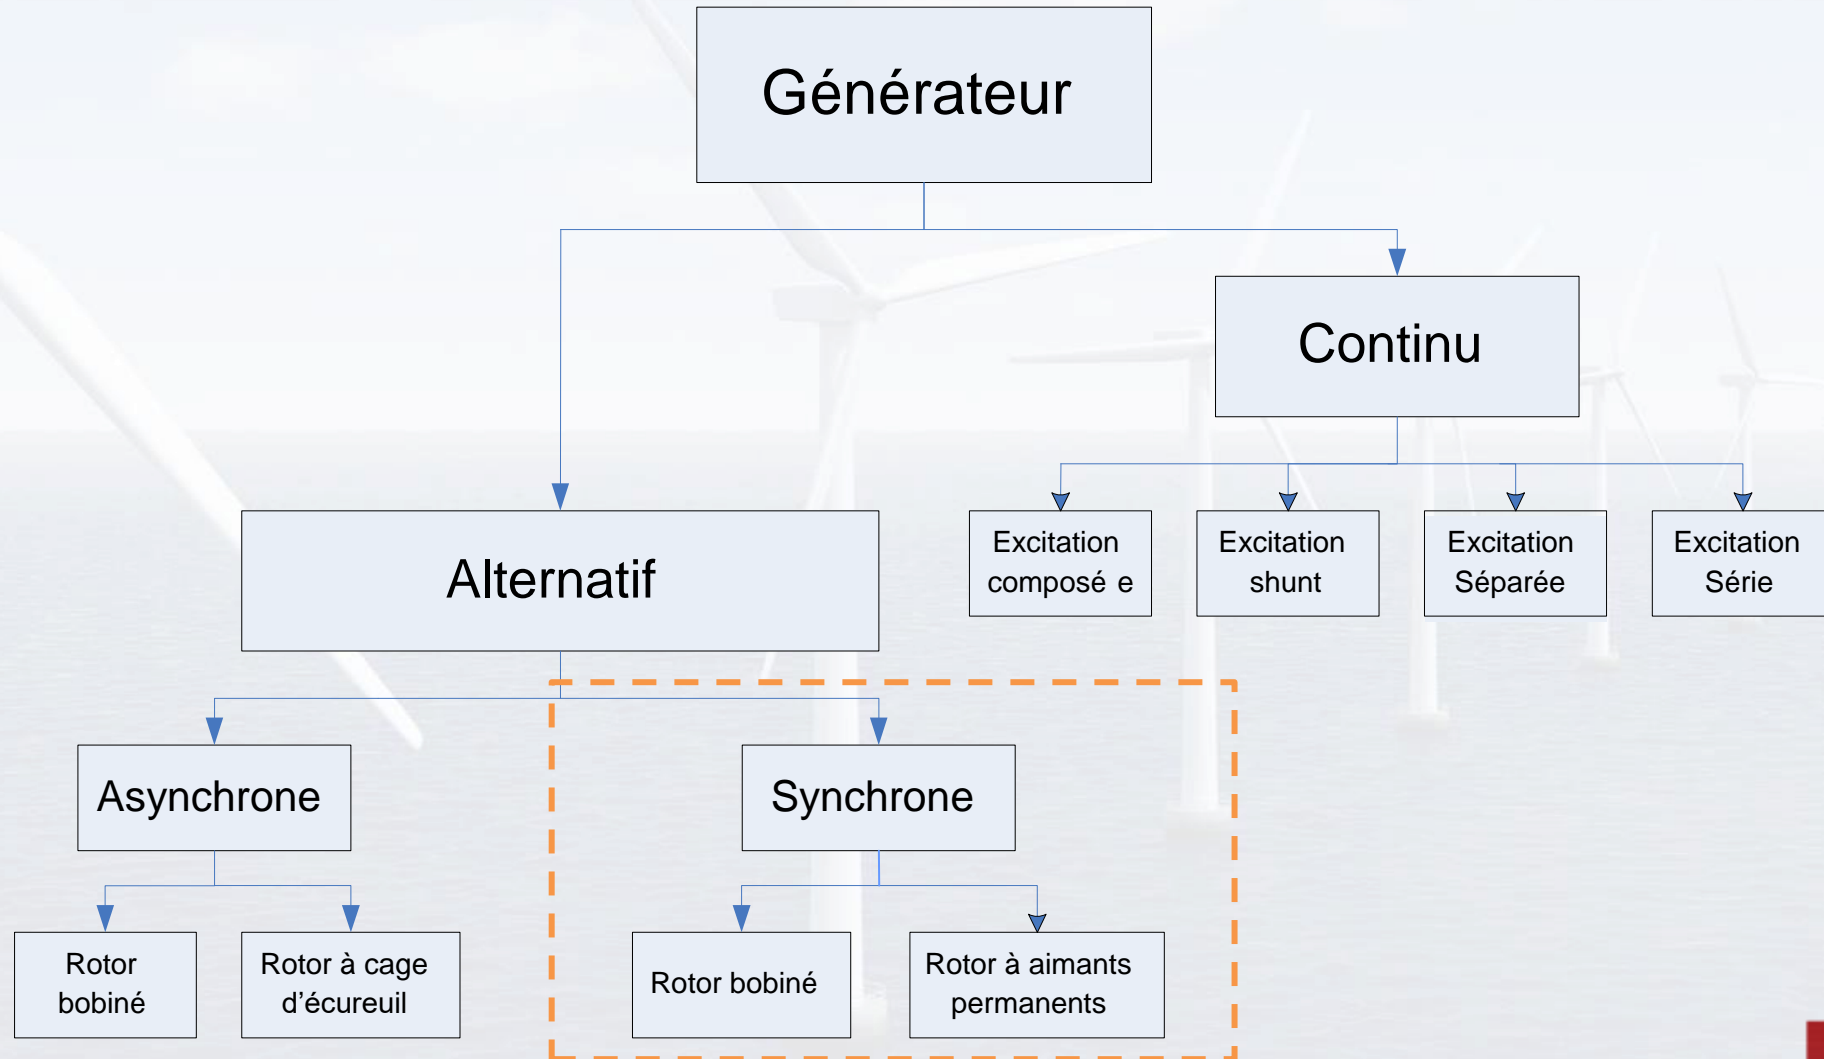 Générateur
Continu
Alternatif
Excitation
composé e
Excitation
shunt
Excitation
Séparée
Excitation
Série
Asynchrone
Synchrone
Rotor
bobiné
Rotor à cage
d'écureuil
Rotor bobiné
Rotor à aimants
permanents